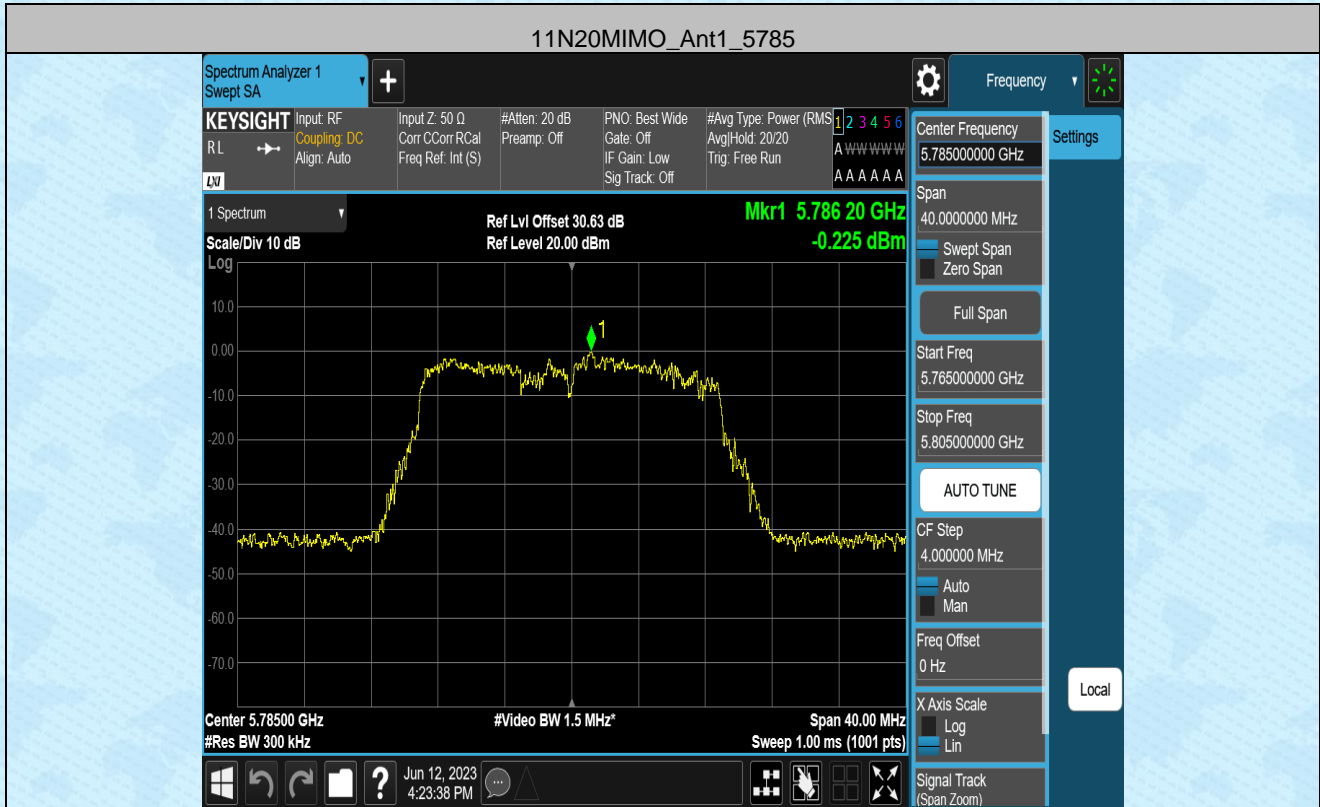 11N20MIMO_Ant1_5785
Spectrum Analyzer 1
Swept SA
+
Frequency
KEYSIGHT
R L
LXI
Input: RF
Coupling: DC
Align: Auto
Input Z: 50 Ω
Corr CCorr RCal
Freq Ref: Int (S)
#Atten: 20 dB
Preamp: Off
PNO: Best Wide
Gate: Off
IF Gain: Low
Sig Track: Off
#Avg Type: Power (RMS
Avg|Hold: 20/20
Trig: Free Run
1 2 3 4 5 6
A W W W W W
A A A A A A
1 Spectrum
Scale/Div 10 dB
Log
Ref Lvl Offset 30.63 dB
Ref Level 20.00 dBm
Mkr1 5.786 20 GHz
-0.225 dBm
10.0
0.00
-10.0
-20.0
-30.0
-40.0
-50.0
-60.0
-70.0
1
Center 5.78500 GHz
#Res BW 300 kHz
#Video BW 1.5 MHz*
Span 40.00 MHz
Sweep 1.00 ms (1001 pts)
Center Frequency
5.785000000 GHz
Span
40.0000000 MHz
Swept Span
Zero Span
Full Span
Start Freq
5.765000000 GHz
Stop Freq
5.805000000 GHz
AUTO TUNE
CF Step
4.000000 MHz
Auto
Man
Freq Offset
0 Hz
X Axis Scale
Log
Lin
Signal Track
(Span Zoom)
Settings
Local
?
Jun 12, 2023
4:23:38 PM